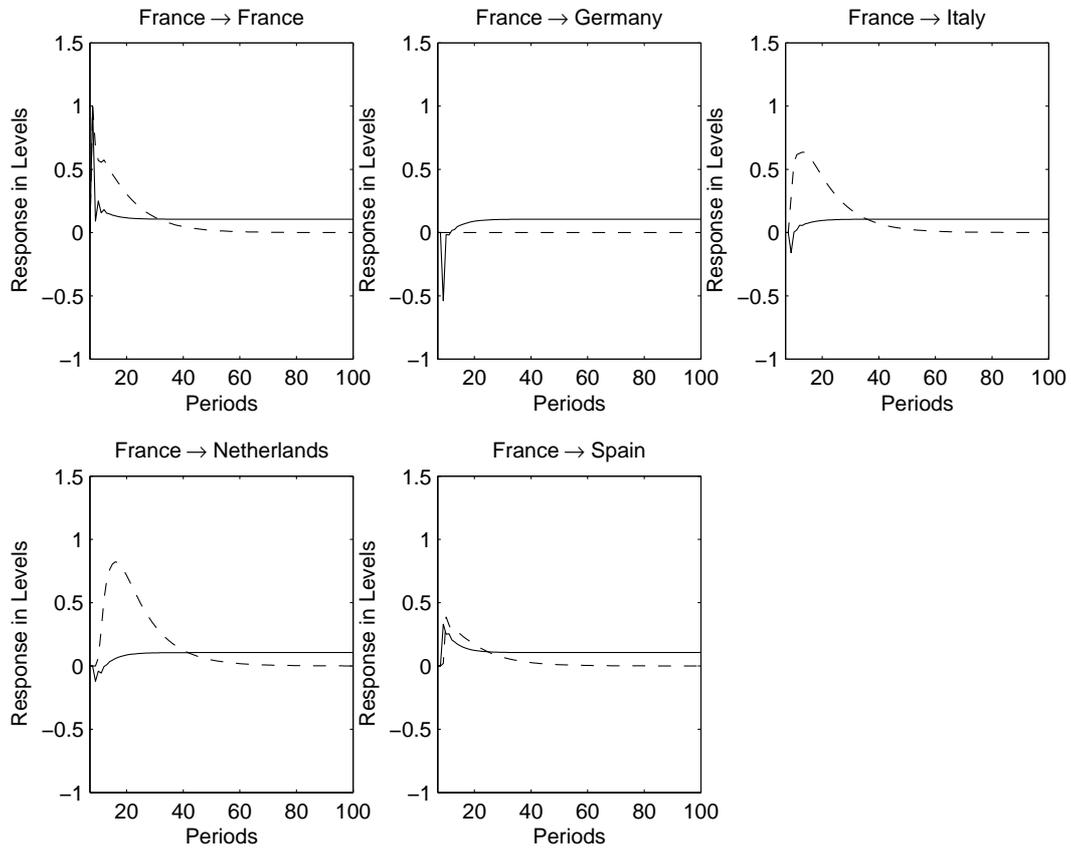 France → France
1.5
1
0.5
0
−0.5
−1
Response in Levels
20 40 60 80 100
Periods
France → Germany
1.5
1
0.5
0
−0.5
−1
Response in Levels
20 40 60 80 100
Periods
France → Italy
1.5
1
0.5
0
−0.5
−1
Response in Levels
20 40 60 80 100
Periods
France → Netherlands
1.5
1
0.5
0
−0.5
−1
Response in Levels
20 40 60 80 100
Periods
France → Spain
1.5
1
0.5
0
−0.5
−1
Response in Levels
20 40 60 80 100
Periods